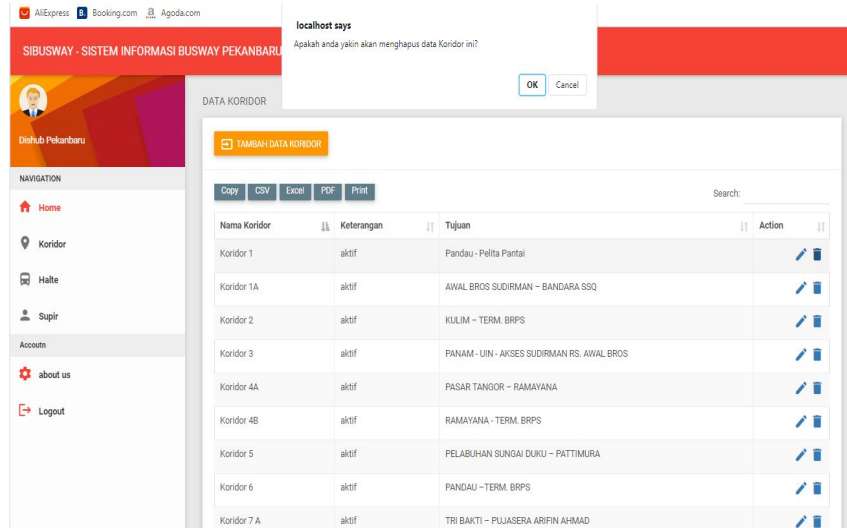 AliExpress B. Booking.com a Agoda.com
localhost says
Apakah anda yakin akan menghapus data Koridor ini?
OK Cancel
SIBUSWAY - SISTEM INFORMASI BUSWAY PEKANBARU
Dishub Pekanbaru
NAVIGATION
Home
Koridor
Halte
Supir
Accoutn
about us
Logout
DATA KORIDOR
TAMBAH DATA KORIDOR
Copy CSV Excel PDF Print Search:
Nama Koridor Keterangan Tujuan Action
Koridor 1 aktif Pandau - Pelita Pantai
Koridor 1A aktif AWAL BROS SUDIRMAN – BANDARA SSQ
Koridor 2 aktif KULIM – TERM. BRPS
Koridor 3 aktif PANAM - UIN - AKSES SUDIRMAN RS. AWAL BROS
Koridor 4A aktif PASAR TANGOR – RAMAYANA
Koridor 4B aktif RAMAYANA - TERM. BRPS
Koridor 5 aktif PELABUHAN SUNGAI DUKU – PATTIMURA
Koridor 6 aktif PANDAU –TERM. BRPS
Koridor 7 A aktif TRI BAKTI – PUJASERA ARIFIN AHMAD